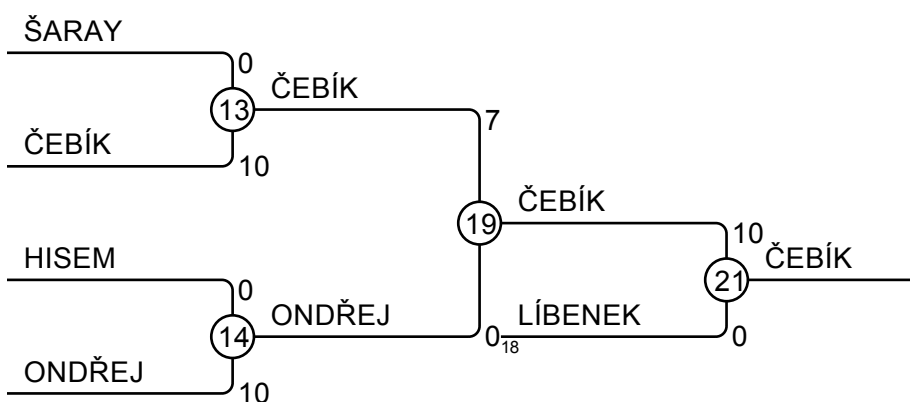 ŠARAY
0
13
ČEBÍK
7
ČEBÍK
10
19
ČEBÍK
10
HISEM
0
21
ČEBÍK
14
ONDŘEJ
0
18
LÍBENEK
0
ONDŘEJ
10